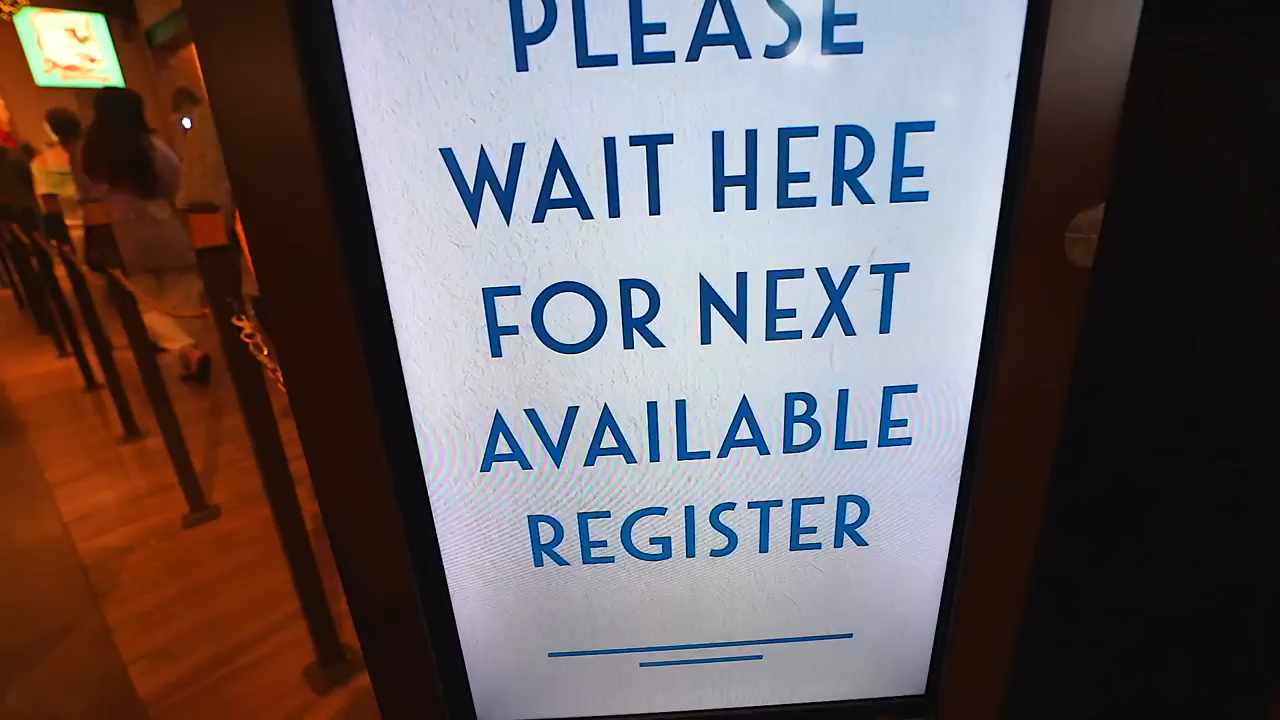 PLEASE
WAIT HERE
FOR NEXT
AVAILABLE
REGISTER